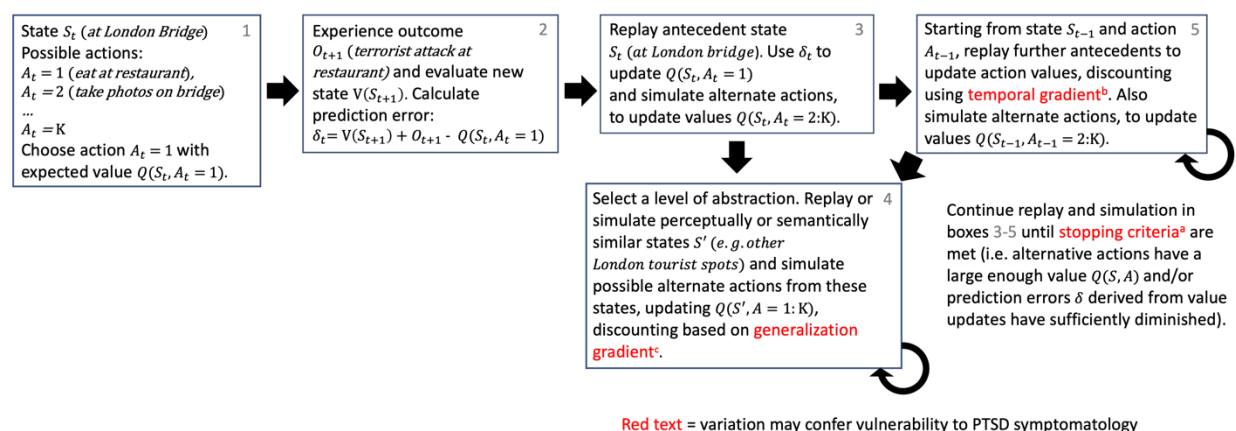 State S_t (at London Bridge) 1
Possible actions:
A_t = 1 (eat at restaurant),
A_t = 2 (take photos on bridge)
...
A_t = K
Choose action A_t = 1 with
expected value Q(S_t, A_t = 1).
Experience outcome 2
O_{t+1} (terrorist attack at
restaurant) and evaluate new
state V(S_{t+1}). Calculate
prediction error:
δ_t = V(S_{t+1}) + O_{t+1} - Q(S_t, A_t = 1)
Replay antecedent state 3
S_t (at London bridge). Use δ_t to
update Q(S_t, A_t = 1)
and simulate alternate actions,
to update values Q(S_t, A_t = 2:K).
Starting from state S_{t-1} and action 5
A_{t-1}, replay further antecedents to
update action values, discounting
using temporal gradient^b. Also
simulate alternate actions, to update
values Q(S_{t-1}, A_{t-1} = 2:K).
Select a level of abstraction. Replay or 4
simulate perceptually or semantically
similar states S′ (e.g. other
London tourist spots) and simulate
possible alternate actions from these
states, updating Q(S′, A = 1:K),
discounting based on generalization
gradient^c.
Continue replay and simulation in
boxes 3-5 until stopping criteria^a are
met (i.e. alternative actions have a
large enough value Q(S, A) and/or
prediction errors δ derived from value
updates have sufficiently diminished).
Red text = variation may confer vulnerability to PTSD symptomatology